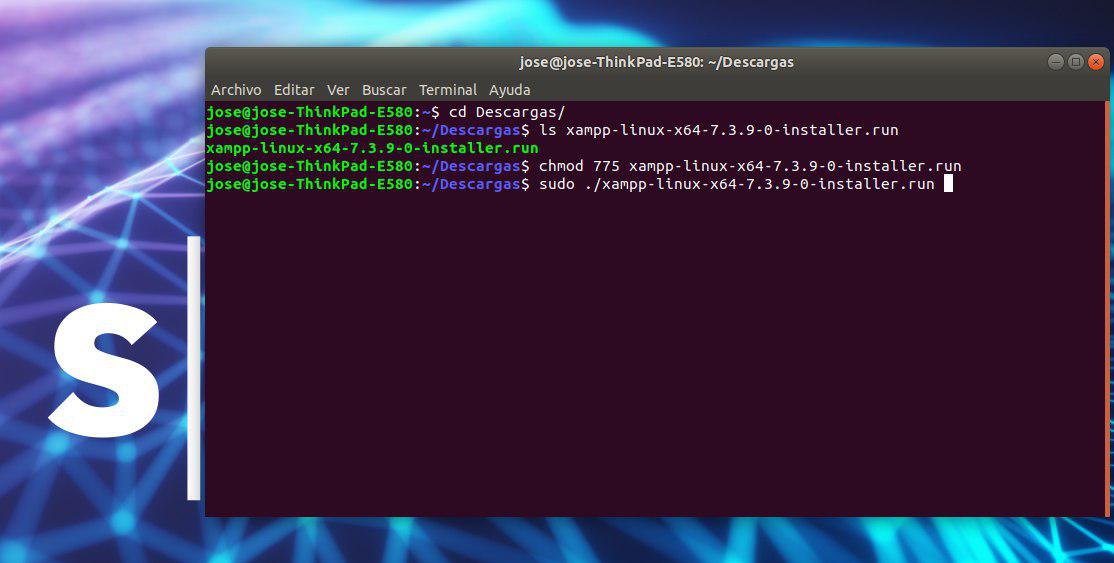 jose@jose-ThinkPad-E580: ~/Descargas
Archivo Editar Ver Buscar Terminal Ayuda
jose@jose-ThinkPad-E580:~$ cd Descargas/
jose@jose-ThinkPad-E580:~/Descargas$ ls xampp-linux-x64-7.3.9-0-installer.run
xampp-linux-x64-7.3.9-0-installer.run
jose@jose-ThinkPad-E580:~/Descargas$ chmod 775 xampp-linux-x64-7.3.9-0-installer.run
jose@jose-ThinkPad-E580:~/Descargas$ sudo ./xampp-linux-x64-7.3.9-0-installer.run
s